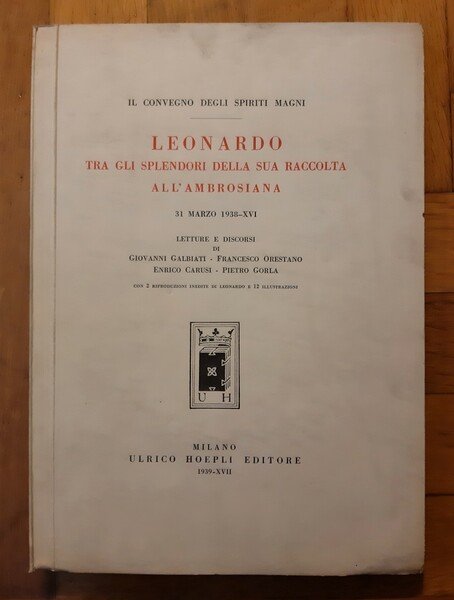 IL CONVEGNO DEGLI SPIRITI MAGNI
LEONARDO
TRA GLI SPLENDORI DELLA SUA RACCOLTA
ALL'AMBROSIANA
31 MARZO 1938-XVI
LETTURE E DISCORSI
DI
GIOVANNI GALBIATI - FRANCESCO ORESTANO
ENRICO CARUSI - PIETRO GORLA
CON 2 RIPRODUZIONI INEDITE DI LEONARDO E 12 ILLUSTRAZIONI
U H
MILANO
ULRICO HOEPLI EDITORE
1939-XVII